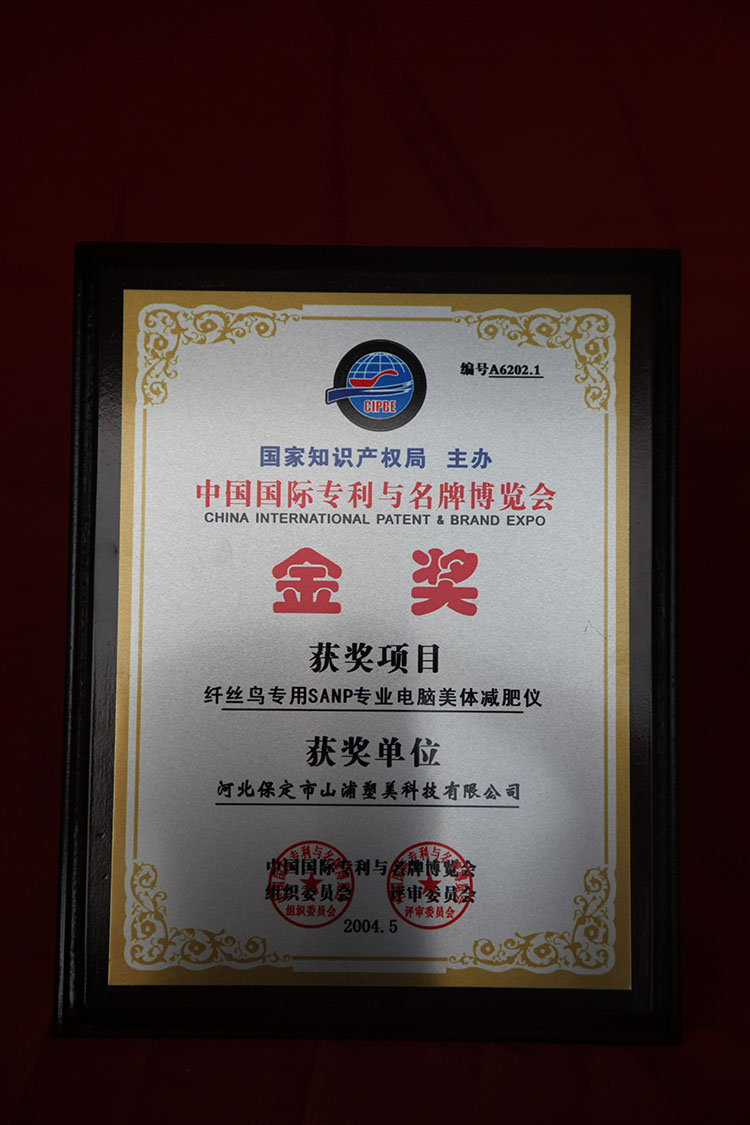 CIPBE
编号A6202.1
国家知识产权局 主办
中国国际专利与名牌博览会
CHINA INTERNATIONAL PATENT & BRAND EXPO
金 奖
获奖项目
纤丝鸟专用SANP专业电脑美体减肥仪
获奖单位
河北保定市山浦塑美科技有限公司
中国国际专利与名牌博览会
组织委员会 评审委员会
组织委员会 评审委员会
2004.5